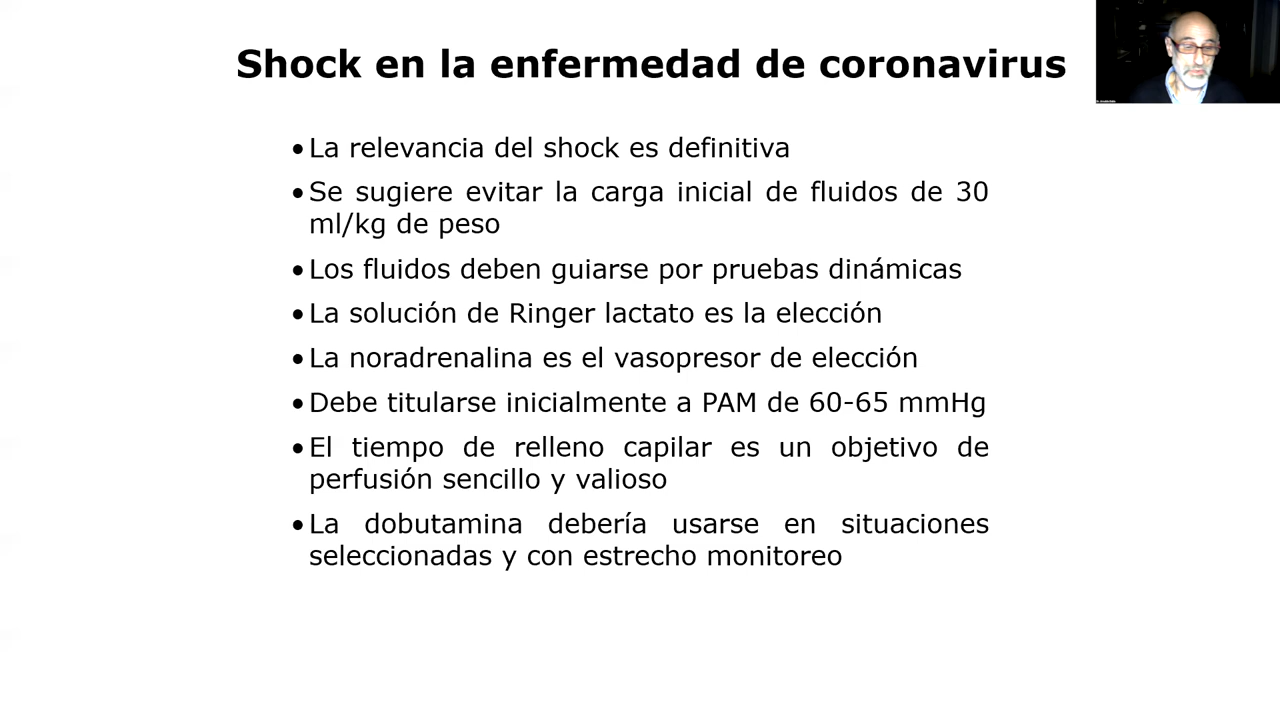 Shock en la enfermedad de coronavirus
• La relevancia del shock es definitiva
• Se sugiere evitar la carga inicial de fluidos de 30
ml/kg de peso
• Los fluidos deben guiarse por pruebas dinámicas
• La solución de Ringer lactato es la elección
• La noradrenalina es el vasopresor de elección
• Debe titularse inicialmente a PAM de 60-65 mmHg
• El tiempo de relleno capilar es un objetivo de
perfusión sencillo y valioso
• La dobutamina debería usarse en situaciones
seleccionadas y con estrecho monitoreo